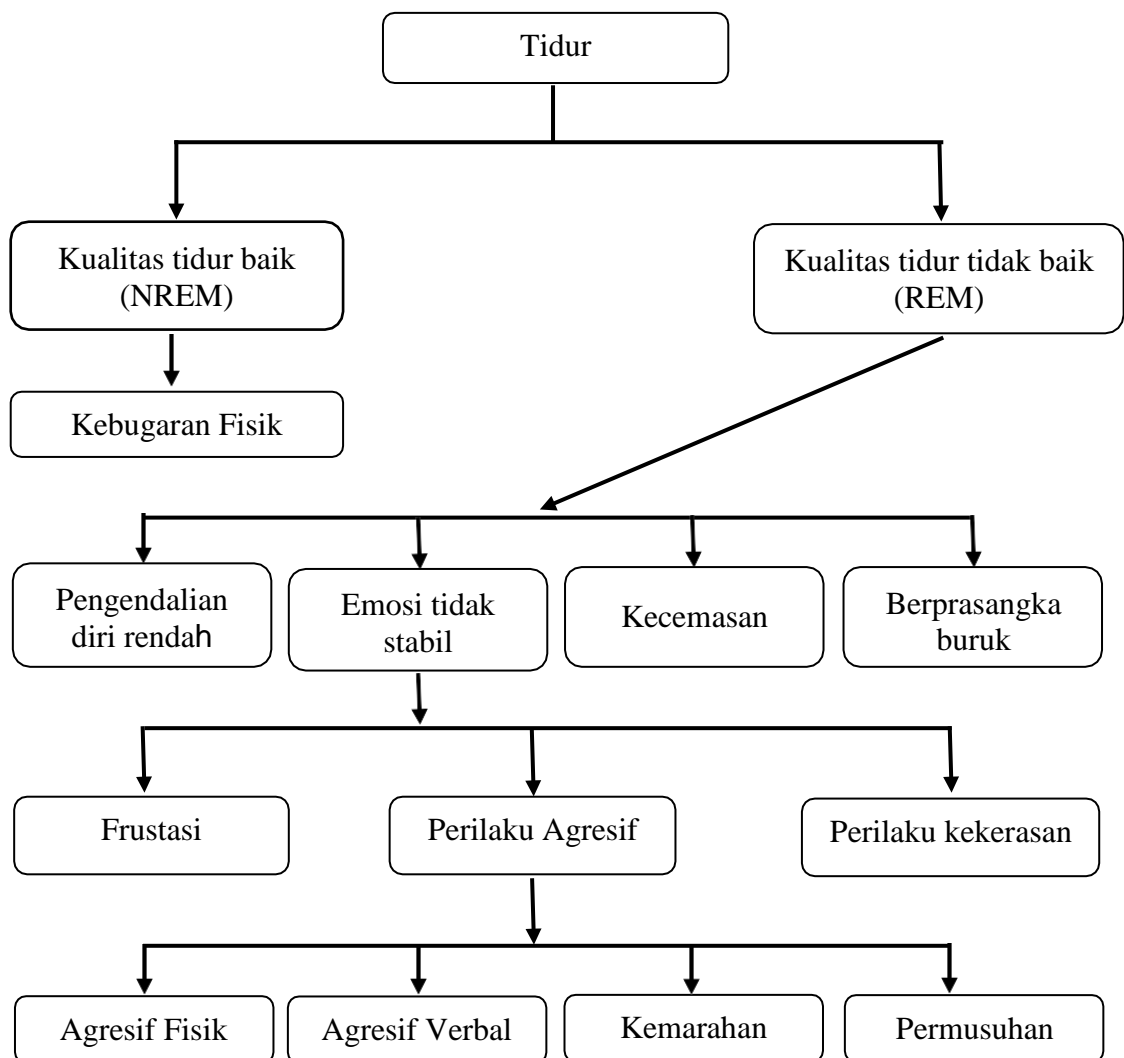 Tidur
Kualitas tidur baik
(NREM)
Kualitas tidur tidak baik
(REM)
Kebugaran Fisik
Pengendalian
diri rendah
Emosi tidak
stabil
Kecemasan
Berprasangka
buruk
Frustasi
Perilaku Agresif
Perilaku kekerasan
Agresif Fisik
Agresif Verbal
Kemarahan
Permusuhan